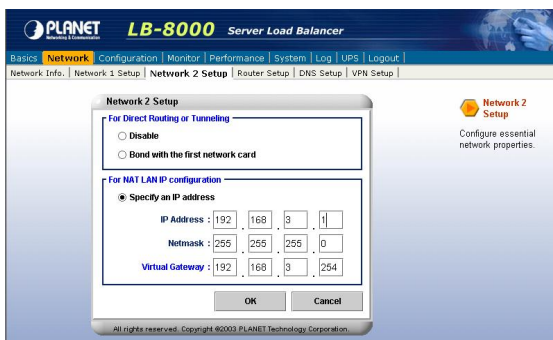 PLANET
Networking & Communication
LB-8000 Server Load Balancer
Basics | Network | Configuration | Monitor | Performance | System | Log | UPS | Logout |
Network Info. | Network 1 Setup | Network 2 Setup | Router Setup | DNS Setup | VPN Setup |
Network 2 Setup
For Direct Routing or Tunneling
Disable
Bond with the first network card
For NAT LAN IP configuration
Specify an IP address
IP Address : 192 . 168 . 3 . 1
Netmask : 255 . 255 . 255 . 0
Virtual Gateway : 192 . 168 . 3 . 254
OK Cancel
All rights reserved. Copyright ©2003 PLANET Technology Corporation.
Network 2
Setup
Configure essential
network properties.